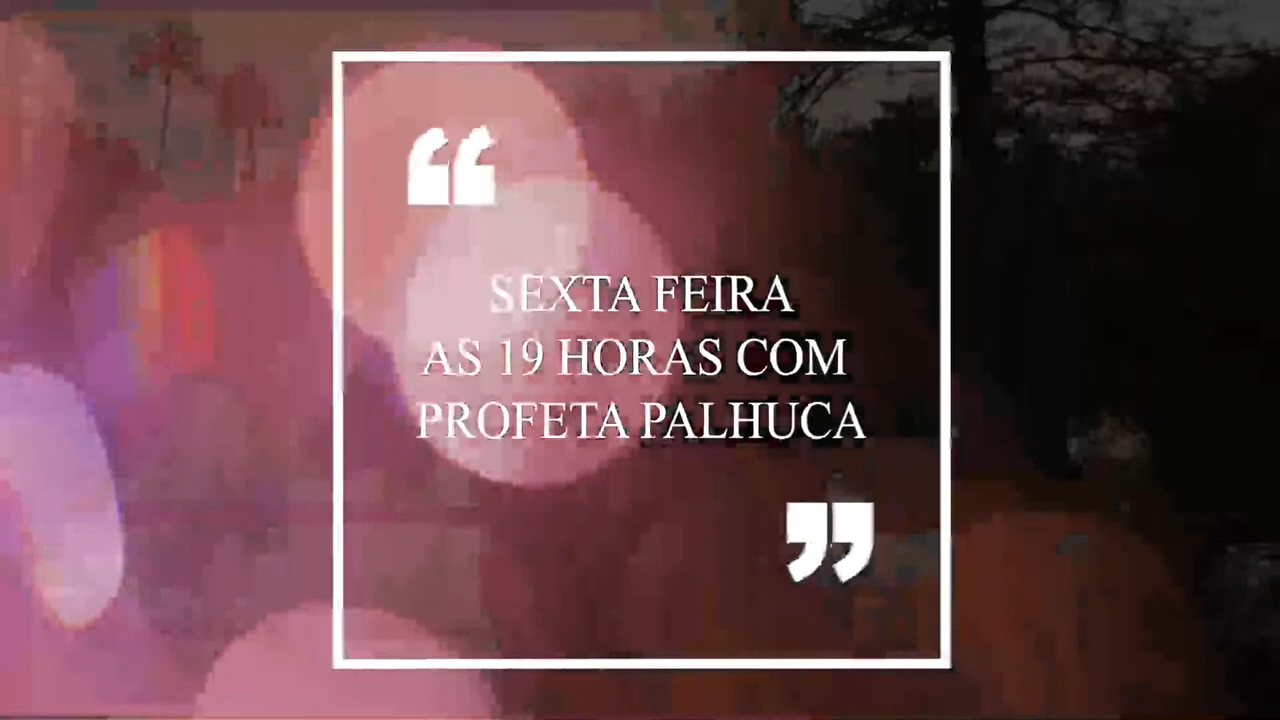 “
SEXTA FEIRA
AS 19 HORAS COM
PROFETA PALHUCA
”